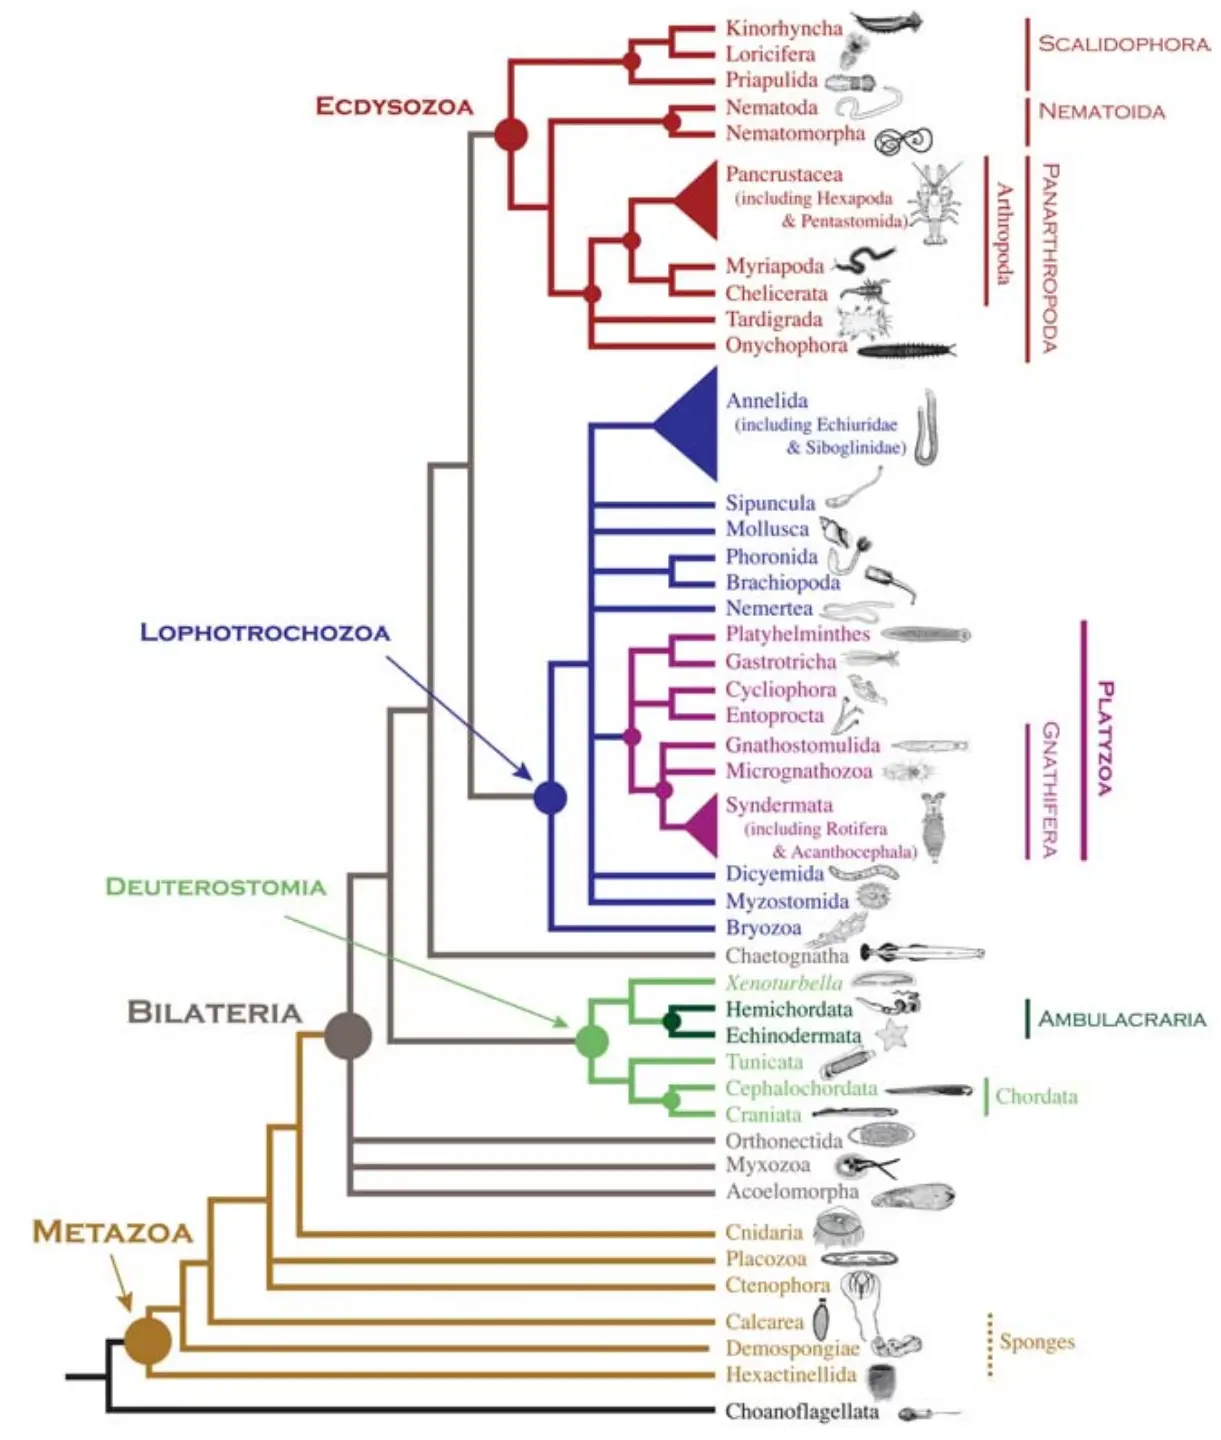 Kinorhyncha
Loricifera
Priapulida
SCALIDOPHORA
ECDYSOZOA
Nematoda
Nematomorpha
NEMATOIDA
Pancrustacea
(including Hexapoda
& Pentastomida)
Myriapoda
Chelicerata
Arthropoda
Tardigrada
Onychophora
PANARTHROPODA
Annelida
(including Echiuridae
& Siboglinidae)
Sipuncula
Mollusca
Phoronida
Brachiopoda
Nemertea
LOPHOTROCHOZOA
Platyhelminthes
Gastrotricha
Cycliophora
Entoprocta
Gnathostomulida
Micrognathozoa
Syndermata
(including Rotifera
& Acanthocephala)
GNATHIFERA
PLATYZOA
Dicyemida
Myzostomida
Bryozoa
DEUTEROSTOMIA
Chaetognatha
Xenoturbella
Hemichordata
Echinodermata
AMBULACRARIA
BILATERIA
Tunicata
Cephalochordata
Craniata
Chordata
Orthonectida
Myxozoa
Acoelomorpha
METAZOA
Cnidaria
Placozoa
Ctenophora
Calcarea
Demospongiae
Hexactinellida
Sponges
Choanoflagellata